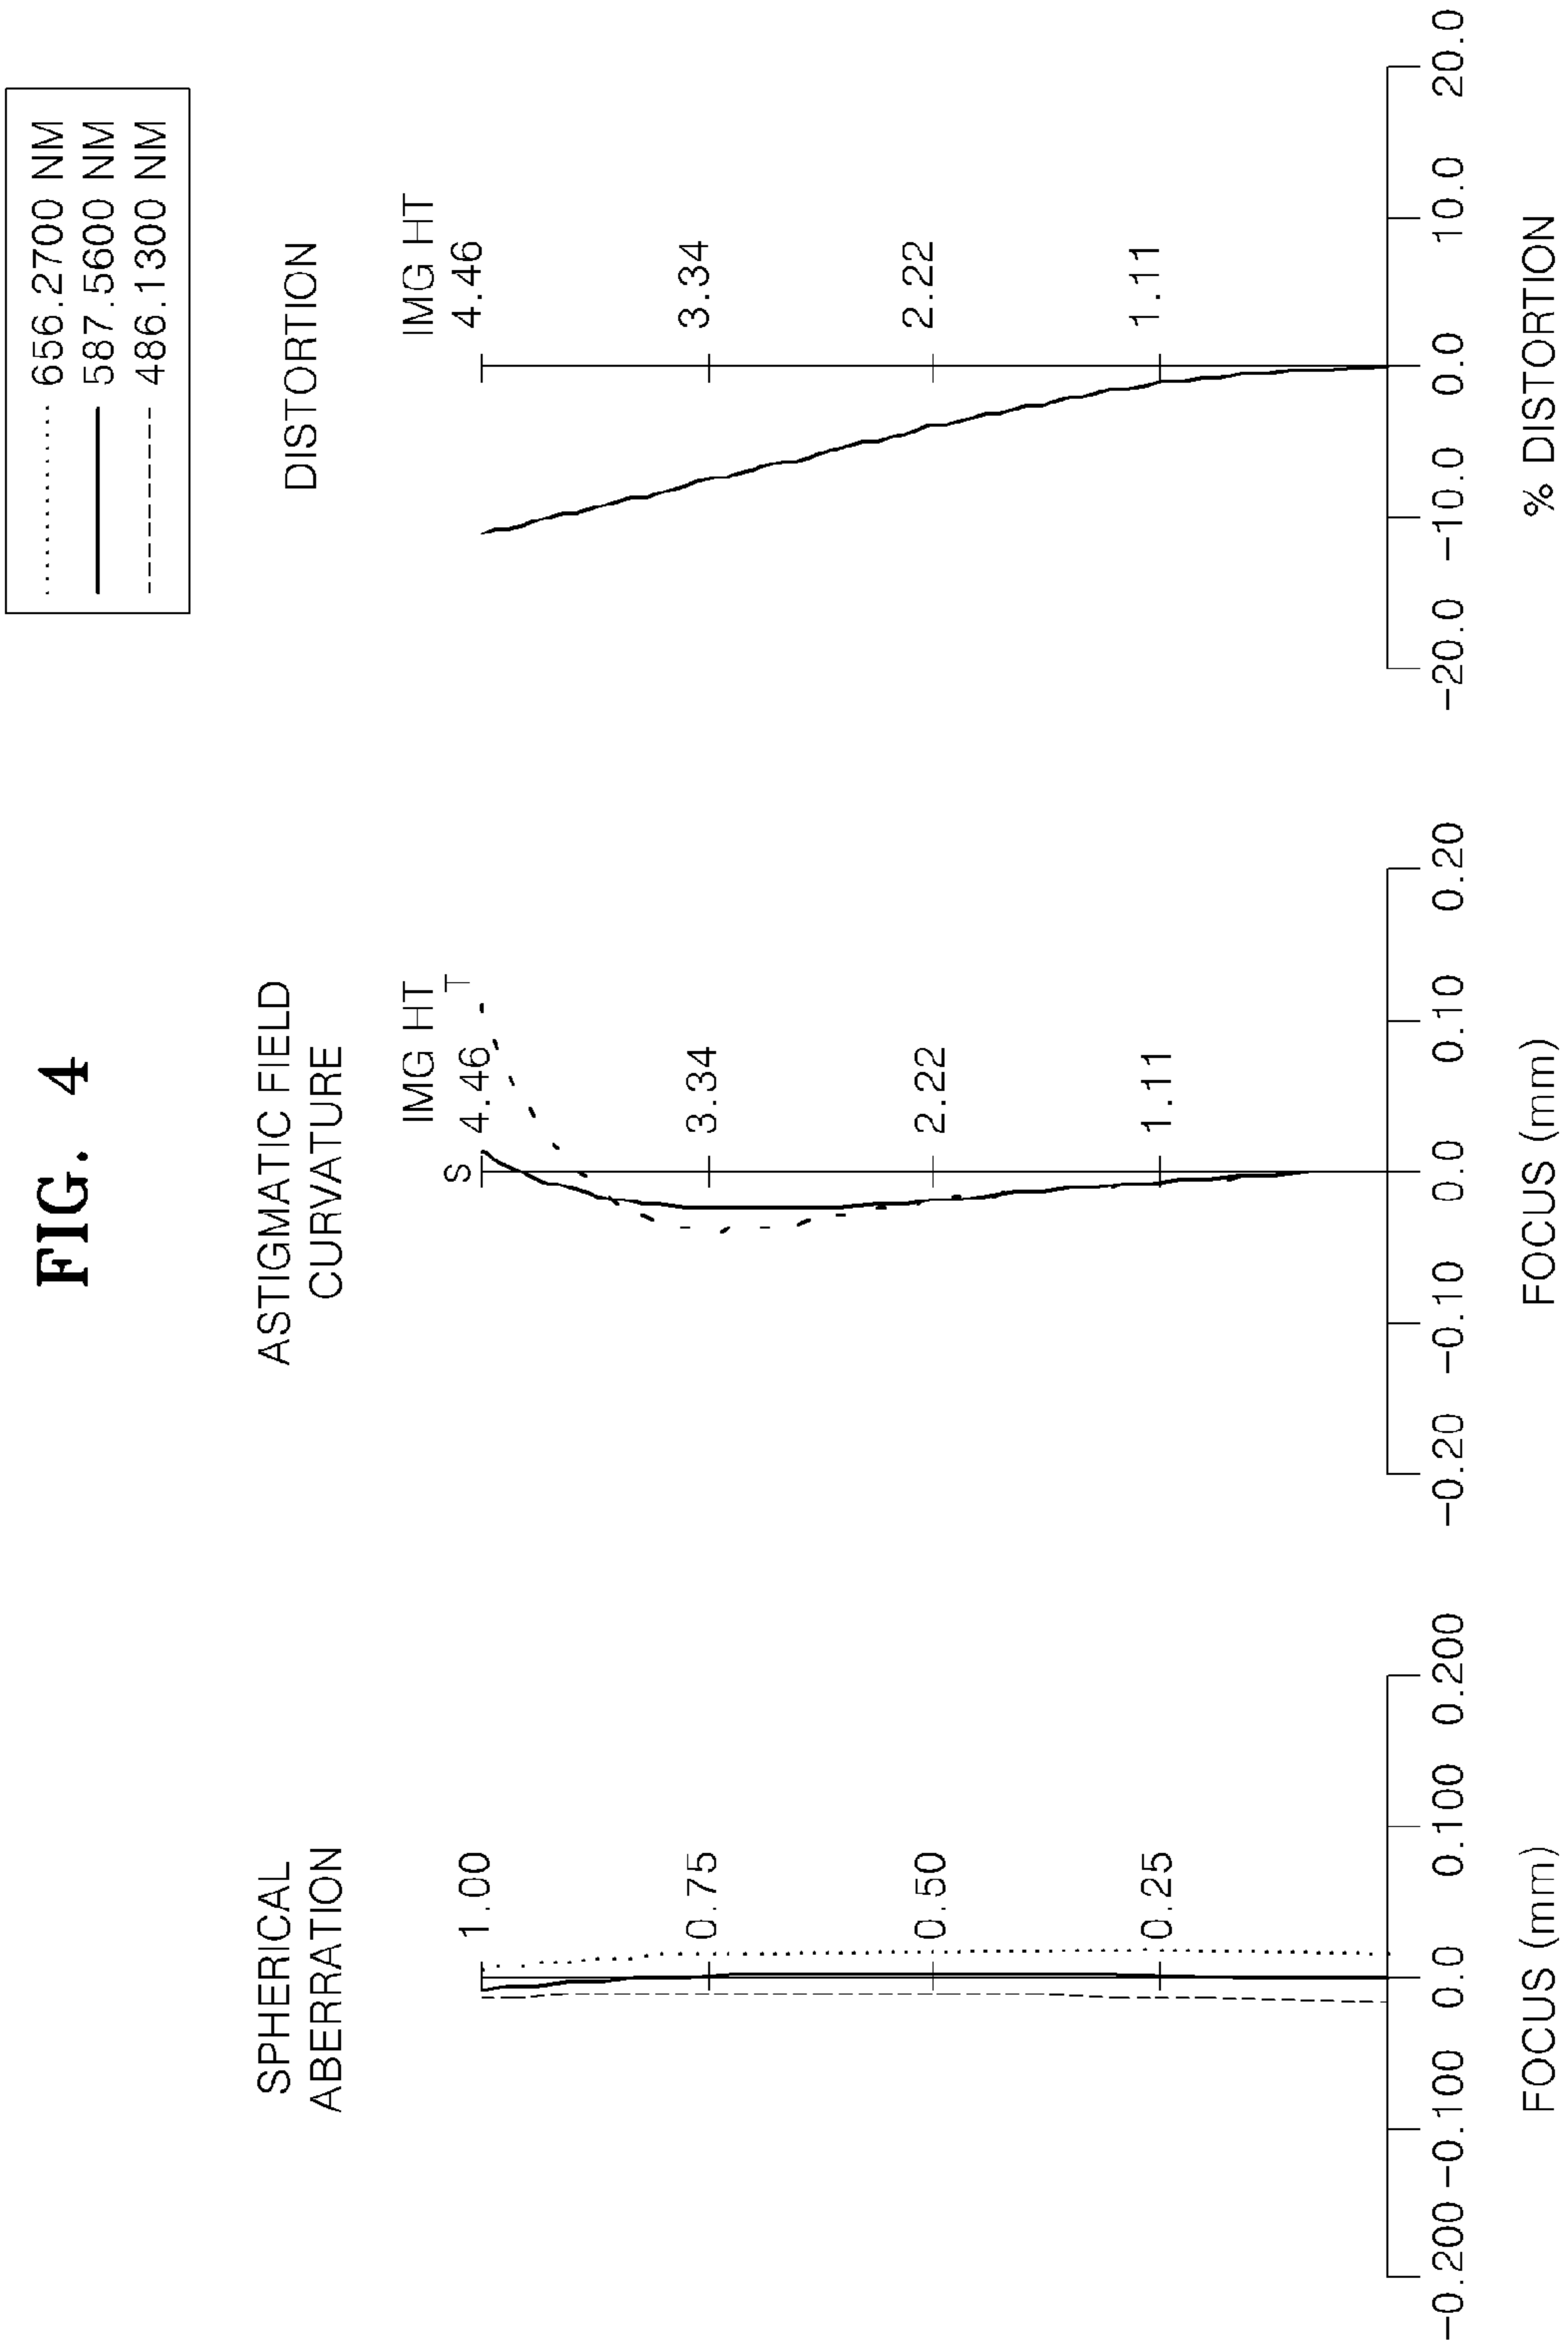 FIG. 4
656.2700 NM
587.5600 NM
486.1300 NM
SPHERICAL
ABERRATION
1.00
0.75
0.50
0.25
-0.200 -0.100 0.0 0.100 0.200
FOCUS (mm)
ASTIGMATIC FIELD
CURVATURE
IMG HT
S 4.46 T
3.34
2.22
1.11
-0.20 -0.10 0.0 0.10 0.20
FOCUS (mm)
DISTORTION
IMG HT
4.46
3.34
2.22
1.11
-20.0 -10.0 0.0 10.0 20.0
% DISTORTION